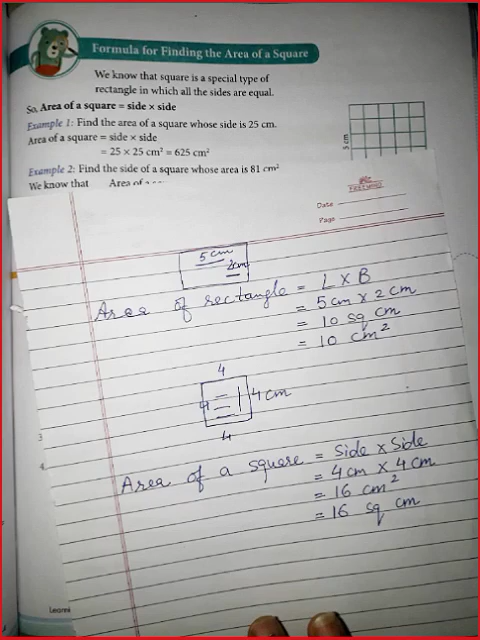 Formula for Finding the Area of a Square
We know that square is a special type of
rectangle in which all the sides are equal.
So, Area of a square = side × side
Example 1: Find the area of a square whose side is 25 cm.
Area of a square = side × side
= 25 × 25 cm² = 625 cm²
5 cm
Example 2: Find the side of a square whose area is 81 cm²
We know that Area of a
Date
Page
5 cm
2cm
Area of rectangle = L X B
= 5 cm x 2 cm
= 10 sq cm
= 10 cm²
4
4
4 cm
4
3
4
Area of a square = Side x Side
= 4 cm x 4 cm
= 16 cm²
= 16 sq cm